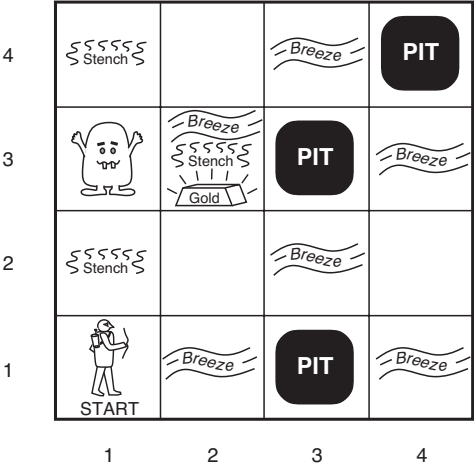 4
Stench
Breeze
PIT
3
Breeze
Stench
Gold
PIT
Breeze
2
Stench
Breeze
1
START
Breeze
PIT
Breeze
1 2 3 4